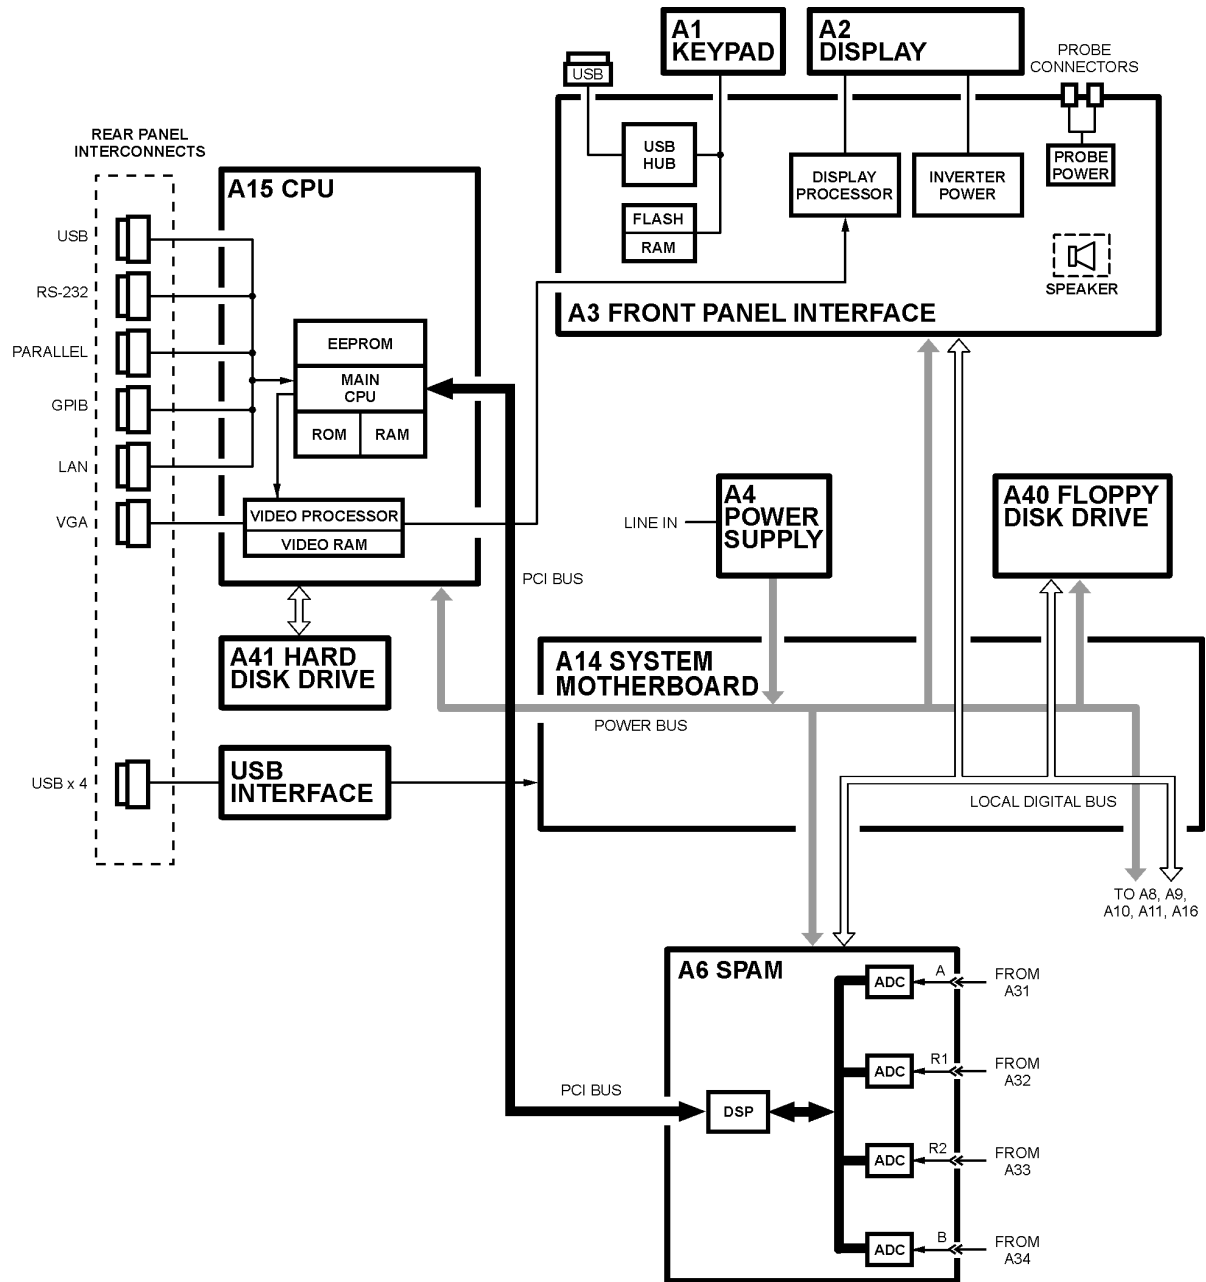 A1
KEYPAD
A2
DISPLAY
PROBE
CONNECTORS
USB
REAR PANEL
INTERCONNECTS
USB
HUB
DISPLAY
PROCESSOR
INVERTER
POWER
PROBE
POWER
FLASH
RAM
SPEAKER
A3 FRONT PANEL INTERFACE
A15 CPU
USB
RS-232
PARALLEL
GPIB
LAN
VGA
EEPROM
MAIN
CPU
ROM
RAM
VIDEO PROCESSOR
VIDEO RAM
PCI BUS
LINE IN
A4
POWER
SUPPLY
A40 FLOPPY
DISK DRIVE
A41 HARD
DISK DRIVE
A14 SYSTEM
MOTHERBOARD
POWER BUS
USB x 4
USB
INTERFACE
LOCAL DIGITAL BUS
TO A8, A9,
A10, A11, A16
A6 SPAM
ADC
A
FROM
A31
ADC
R1
FROM
A32
PCI BUS
DSP
ADC
R2
FROM
A33
ADC
B
FROM
A34